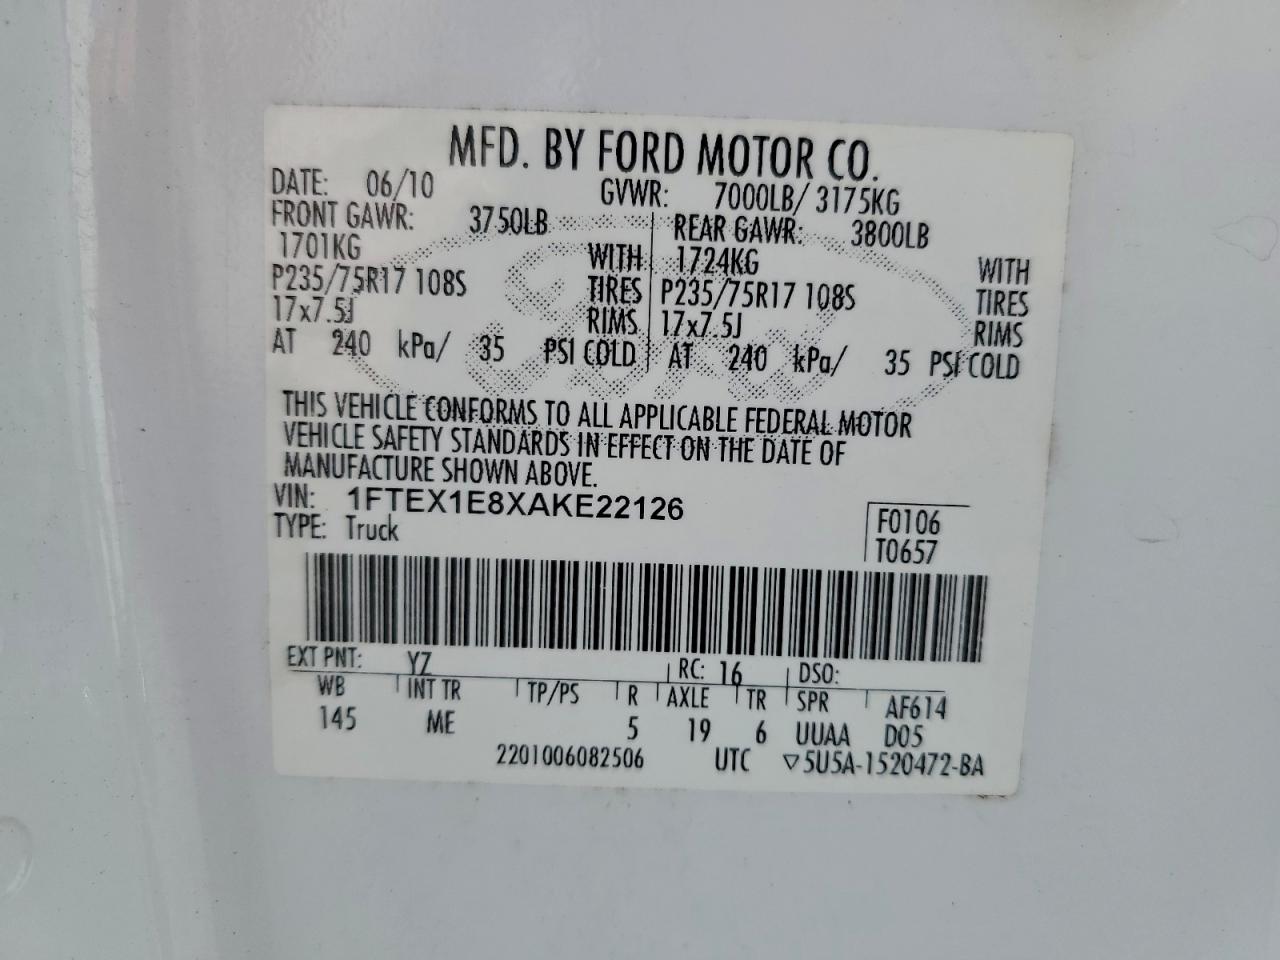 MFD. BY FORD MOTOR CO.
DATE: 06/10 GVWR: 7000LB/ 3175KG
FRONT GAWR: 3750LB REAR GAWR: 3800LB
1701KG WITH 1724KG WITH
P235/75R17 108S TIRES P235/75R17 108S TIRES
17x7.5J RIMS 17x7.5J RIMS
AT 240 kPa/ 35 PSI COLD AT 240 kPa/ 35 PSI COLD
THIS VEHICLE CONFORMS TO ALL APPLICABLE FEDERAL MOTOR
VEHICLE SAFETY STANDARDS IN EFFECT ON THE DATE OF
MANUFACTURE SHOWN ABOVE.
VIN: 1FTEX1E8XAKE22126 F0106
TYPE: Truck T0657
EXT PNT: YZ RC: 16 DSO:
WB INT TR TP/PS R AXLE TR SPR AF614
145 ME 5 19 6 UUAA D05
2201006082506 UTC ▽5U5A-1520472-BA